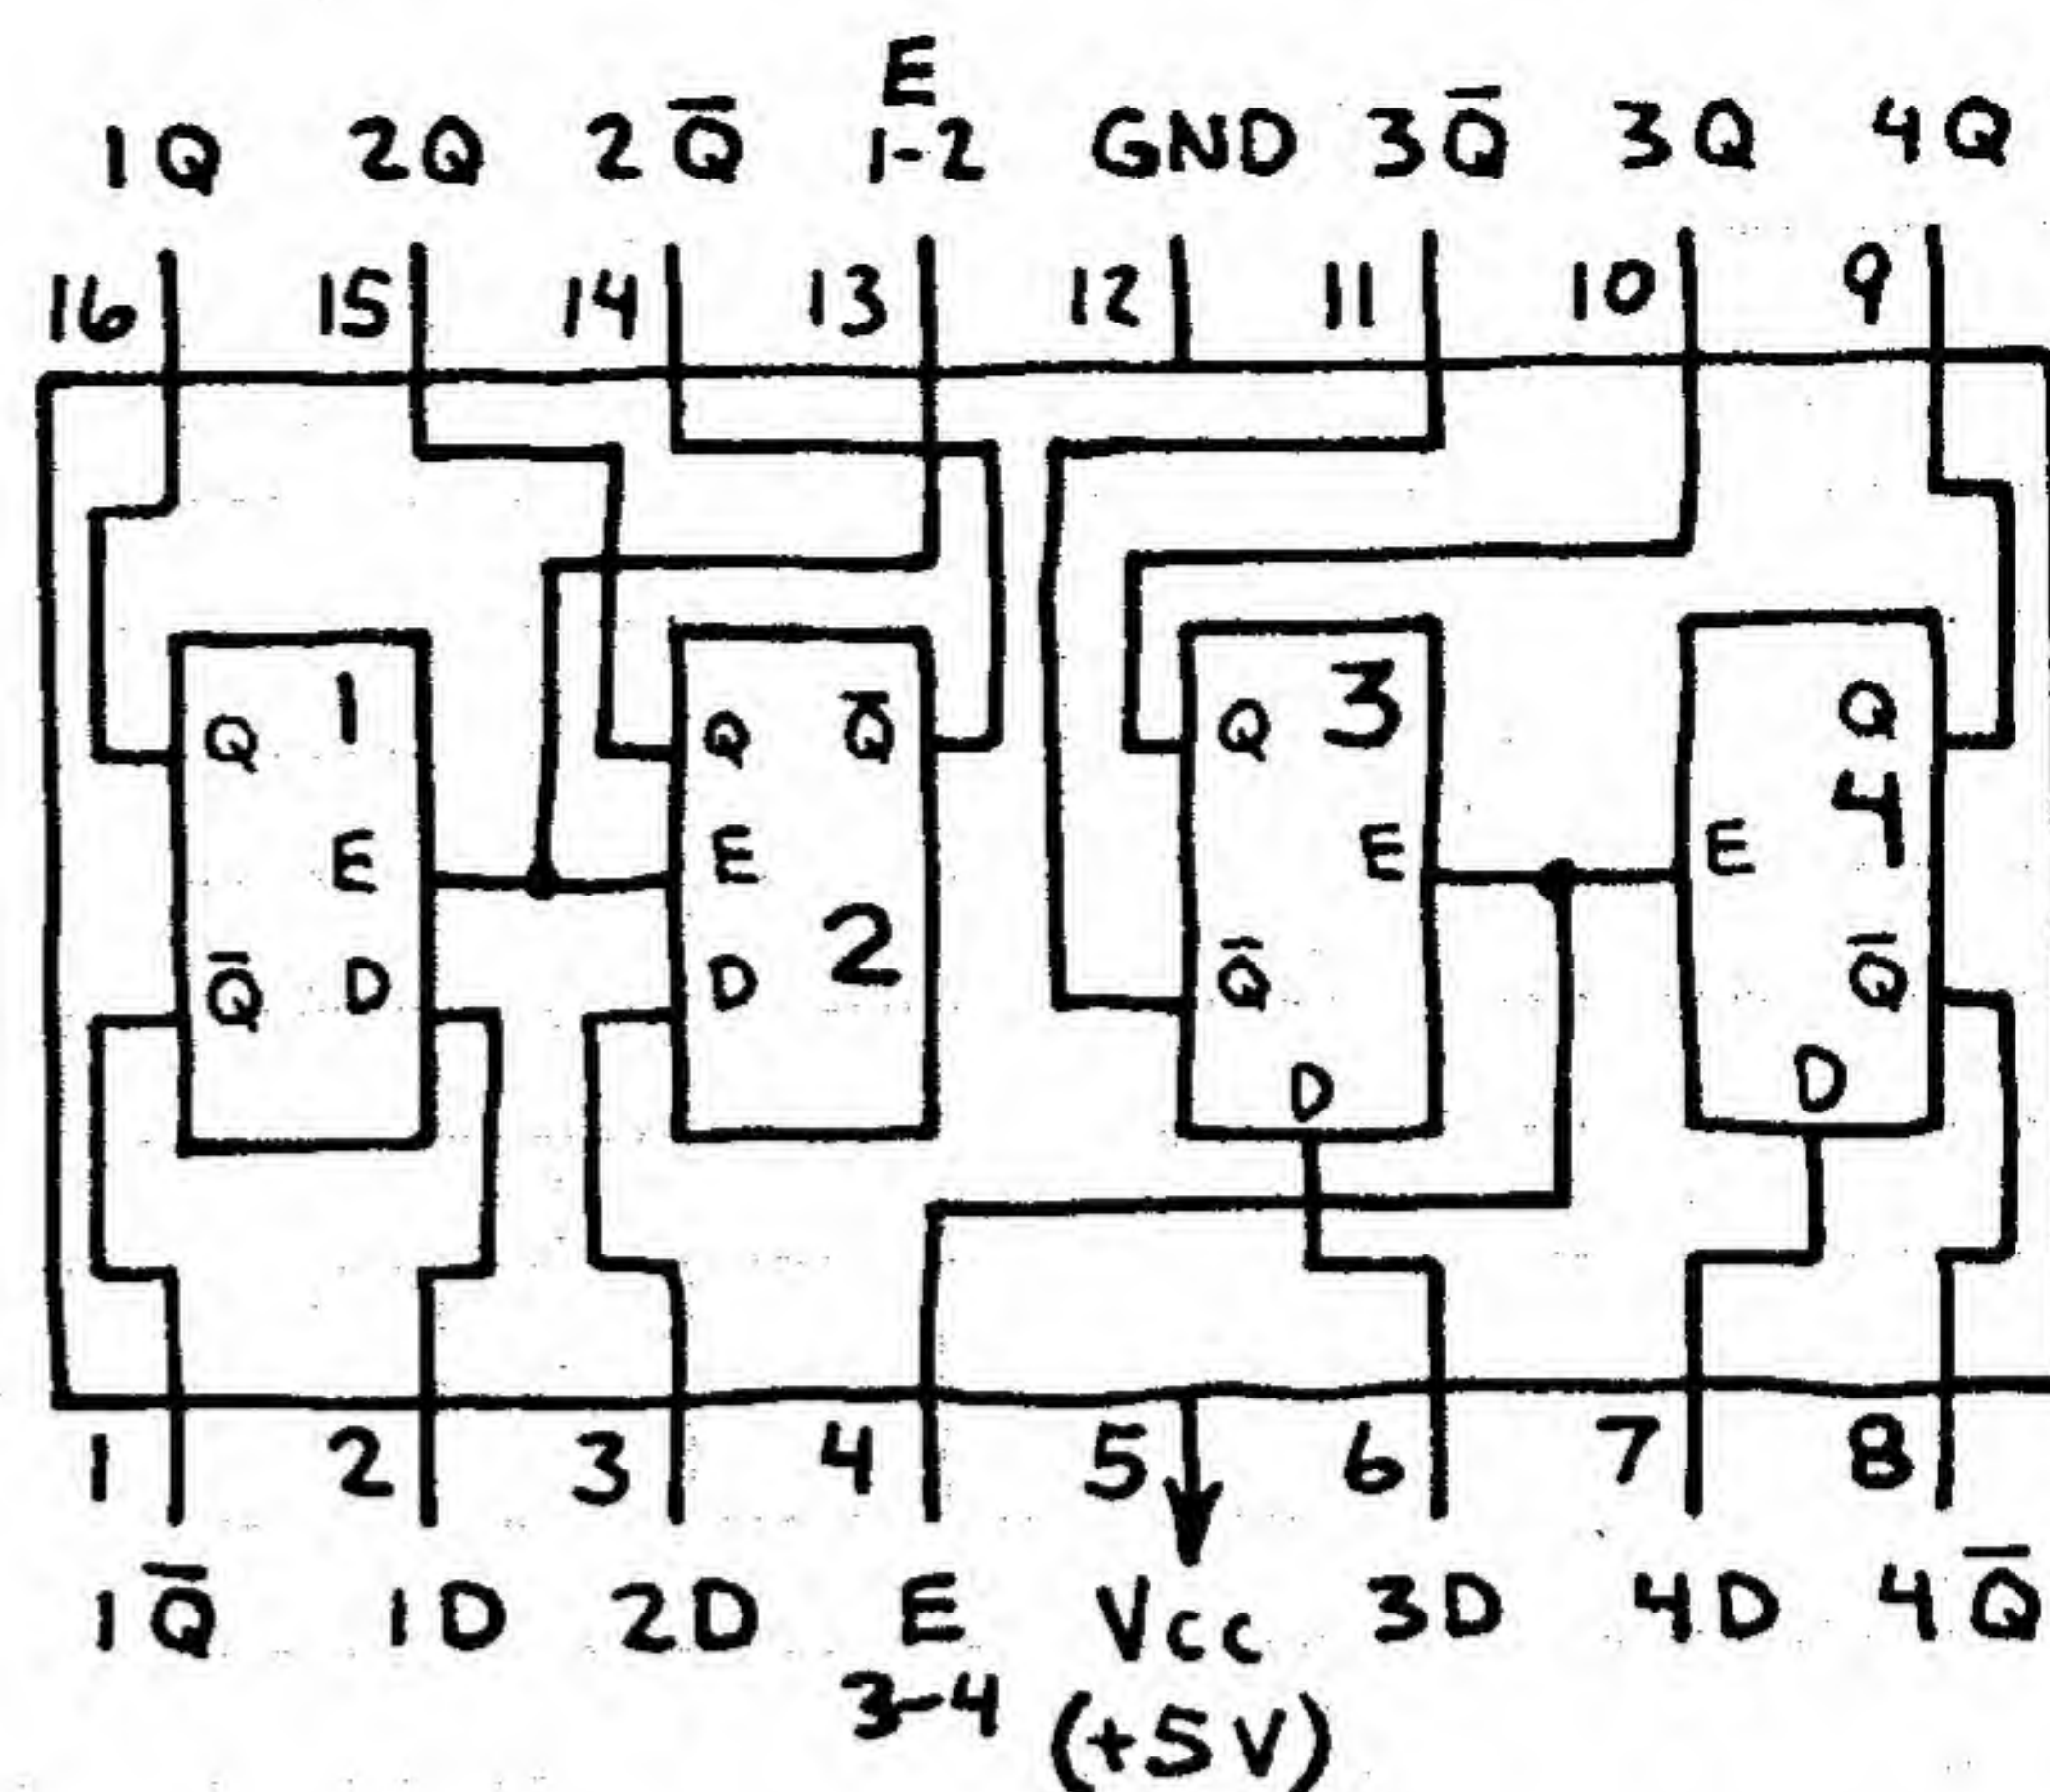 E
1Q 2Q 2Q̅ 1-2 GND 3Q̅ 3Q 4Q
16 15 14 13 12 11 10 9
1 3
Q Q Q̅ Q Q
4
E E E E
2
Q̅ D D Q̅ Q̅
D D
1 2 3 4 5 6 7 8
1Q̅ 1D 2D E Vcc 3D 4D 4Q̅
3-4 (+5V)